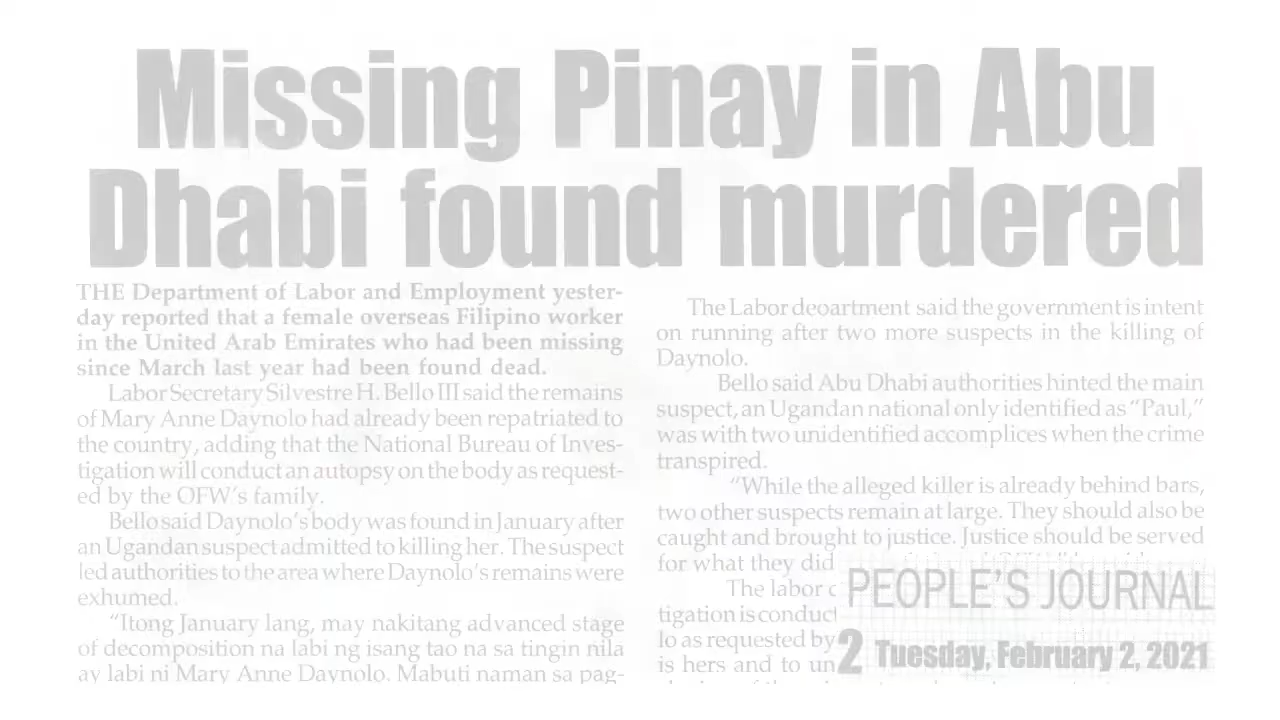 Missing Pinay in Abu
Dhabi found murdered
THE Department of Labor and Employment yester-
day reported that a female overseas Filipino worker
in the United Arab Emirates who had been missing
since March last year had been found dead.
Labor Secretary Silvestre H. Bello III said the remains
of Mary Anne Daynolo had already been repatriated to
the country, adding that the National Bureau of Inves-
tigation will conduct an autopsy on the body as request-
ed by the OFW's family.
Bello said Daynolo's body was found in January after
an Ugandan suspect admitted to killing her. The suspect
led authorities to the area where Daynolo's remains were
exhumed.
"Itong January lang, may nakitang advanced stage
of decomposition na labi ng isang tao na sa tingin nila
ay labi ni Mary Anne Daynolo. Mabuti naman sa pag-
The Labor deoartment said the government is intent
on running after two more suspects in the killing of
Daynolo.
Bello said Abu Dhabi authorities hinted the main
suspect, an Ugandan national only identified as "Paul,"
was with two unidentified accomplices when the crime
transpired.
"While the alleged killer is already behind bars,
two other suspects remain at large. They should also be
caught and brought to justice. Justice should be served
for what they did
The labor
tigation is conduct
lo as requested by
is hers and to un
PEOPLE'S JOURNAL
2 Tuesday, February 2, 2021